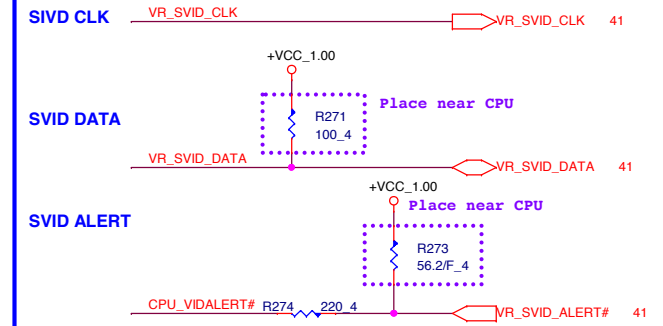 SIVD CLK VR_SVID_CLK VR_SVID_CLK 41
+VCC_1.00
Place near CPU
R271
100_4
SVID DATA
VR_SVID_DATA VR_SVID_DATA 41
+VCC_1.00
Place near CPU
SVID ALERT
R273
56.2/F_4
CPU_VIDALERT# R274 220_4 VR_SVID_ALERT# 41